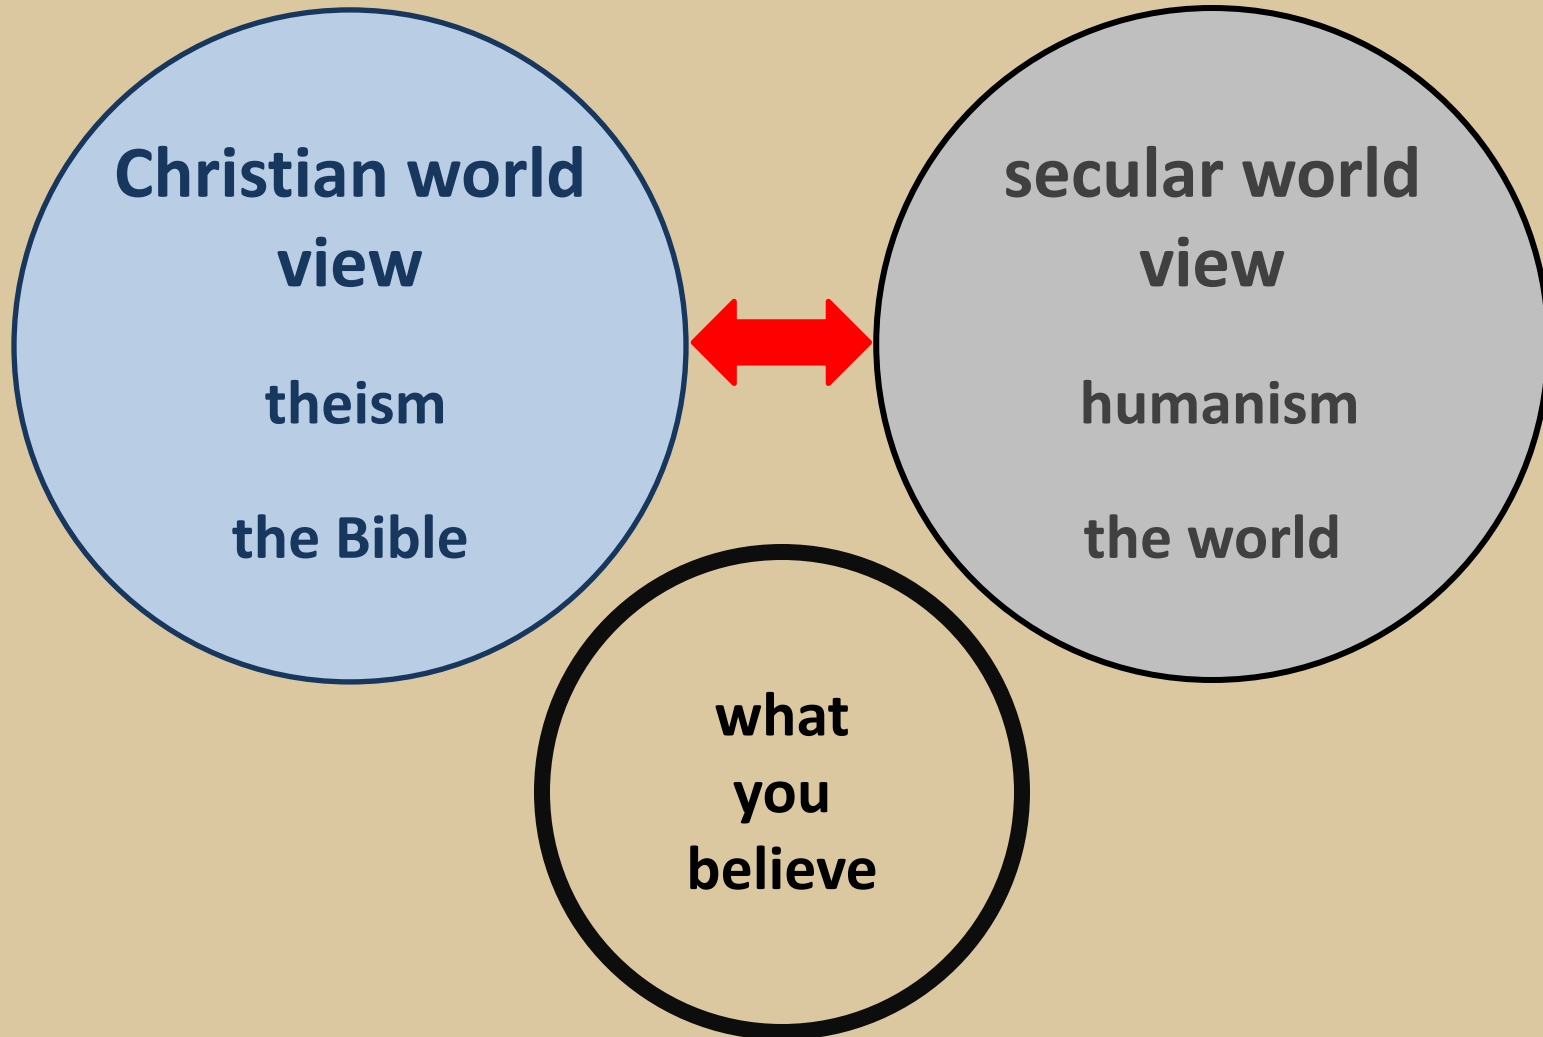 Christian world
view
theism
the Bible
secular world
view
humanism
the world
what
you
believe